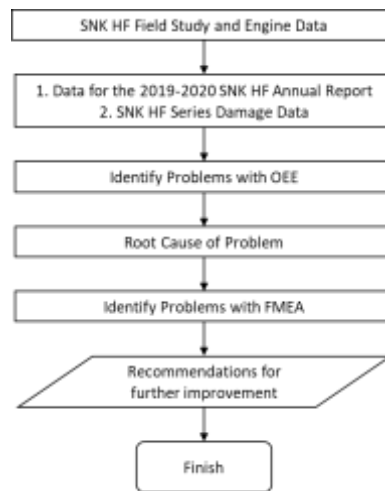 SNK HF Field Study and Engine Data
1. Data for the 2019-2020 SNK HF Annual Report
2. SNK HF Series Damage Data
Identify Problems with OEE
Root Cause of Problem
Identify Problems with FMEA
Recommendations for
further improvement
Finish